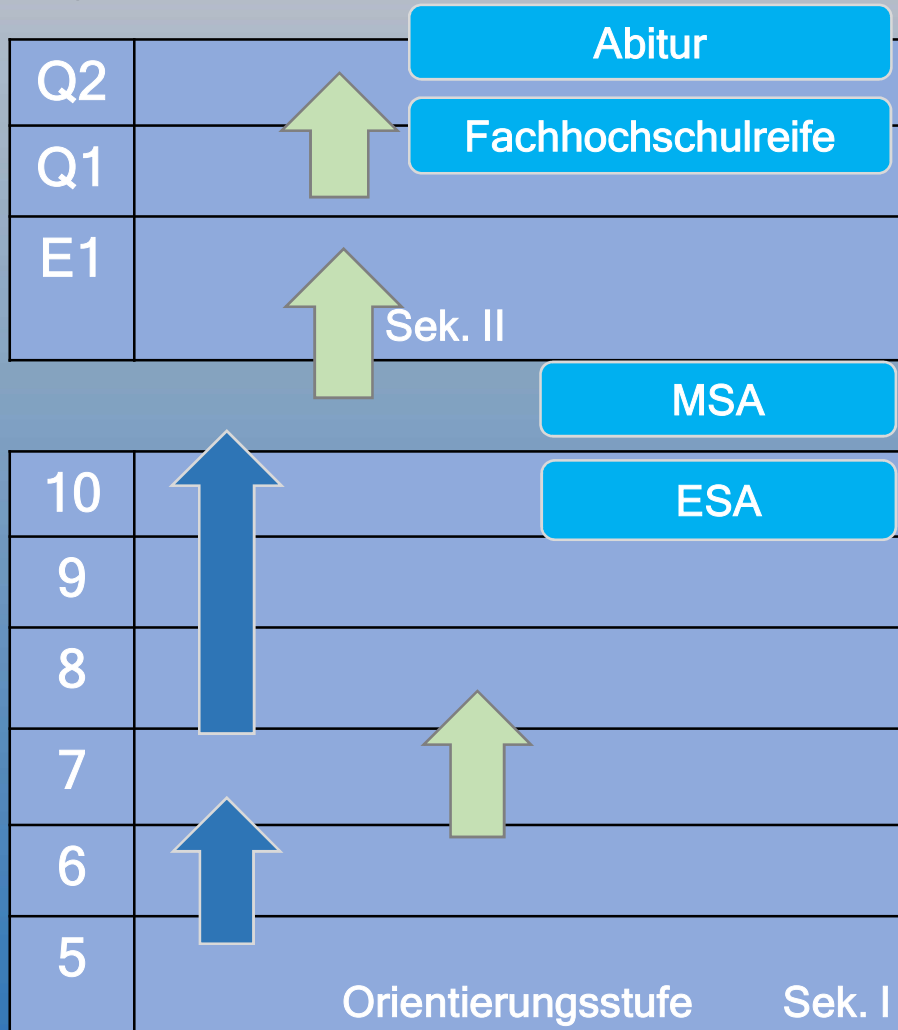 Abitur
Q2
Fachhochschulreife
Q1
E1
Sek. II
MSA
10
ESA
9
8
7
6
5
Orientierungsstufe Sek. I